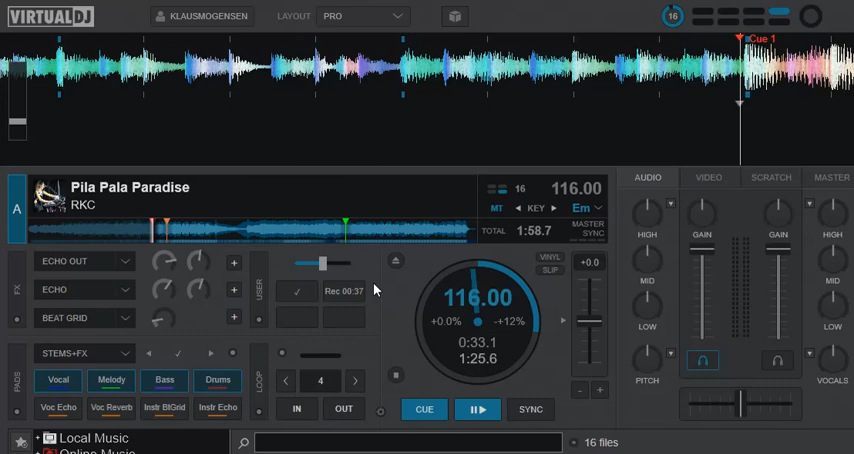 VIRTUALDJ
KLAUSMOGENSEN
LAYOUT
PRO
16
Cue 1
A
Pila Pala Paradise
RKC
16
116.00
MT
KEY
Em
TOTAL
1:58.7
MASTER
SYNC
AUDIO
VIDEO
SCRATCH
MASTER
HIGH
GAIN
GAIN
HIGH
MID
MID
LOW
LOW
PITCH
VOCALS
FX
ECHO OUT
+
ECHO
+
BEAT GRID
+
USER
✓
Rec 00:37
VINYL
SLIP
+0.0
116.00
+0.0%
+-12%
0:33.1
1:25.6
- +
PADS
STEMS+FX
✓
Vocal
Melody
Bass
Drums
Voc Echo
Voc Reverb
Instr BtGrid
Instr Echo
LOOP
4
IN
OUT
CUE
SYNC
+ Local Music
+ Online Music
16 files